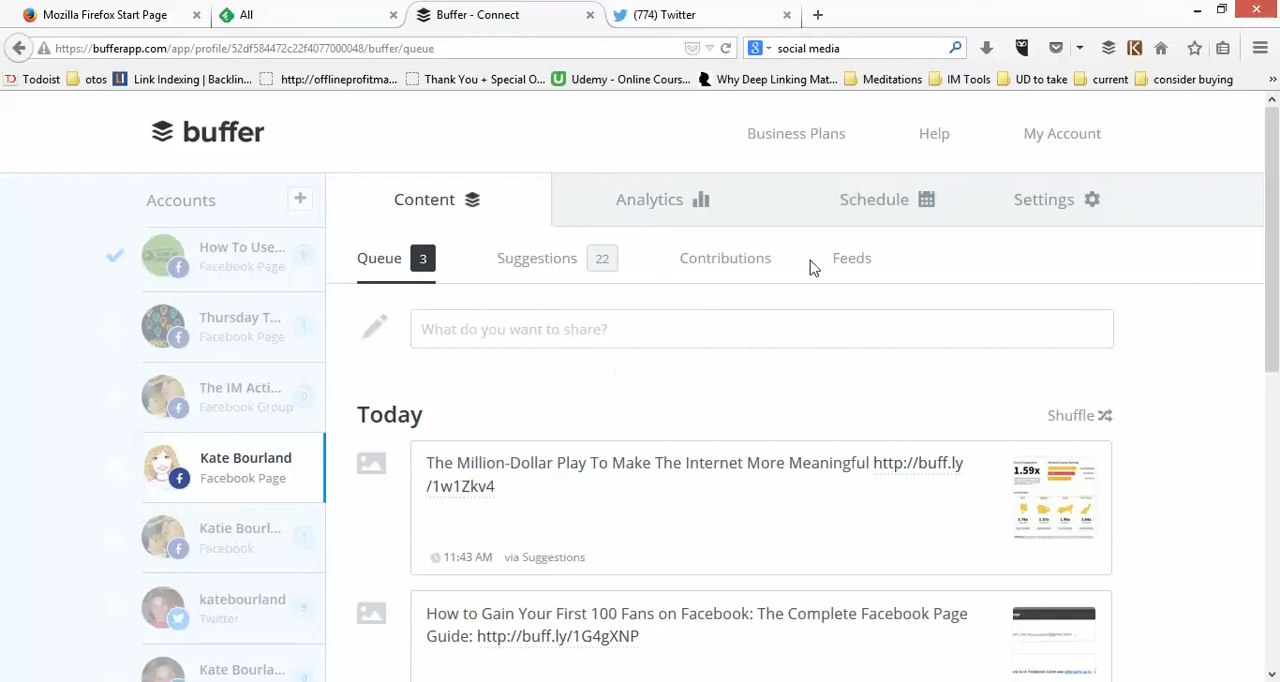 Mozilla Firefox Start Page
All
Buffer - Connect
(774) Twitter
https://bufferapp.com/app/profile/52df584472c22f4077000048/buffer/queue
social media
Todoist
otos
Link Indexing | Backlin...
http://offlineprofitma...
Thank You + Special O...
Udemy - Online Cours...
Why Deep Linking Mat...
Meditations
IM Tools
UD to take
current
consider buying
buffer
Business Plans
Help
My Account
Accounts
Content
Analytics
Schedule
Settings
How To Use...
Facebook Page
0
Queue 3
Suggestions 22
Contributions
Feeds
Thursday T...
Facebook Page
What do you want to share?
The IM Acti...
Facebook Group
0
Today
Shuffle
Kate Bourland
Facebook Page
The Million-Dollar Play To Make The Internet More Meaningful http://buff.ly
/1w1Zkv4
1.59x
11:43 AM via Suggestions
Katie Bourl...
Facebook
1
katebourland
Twitter
9
How to Gain Your First 100 Fans on Facebook: The Complete Facebook Page
Guide: http://buff.ly/1G4gXNP
Kate Bourla...